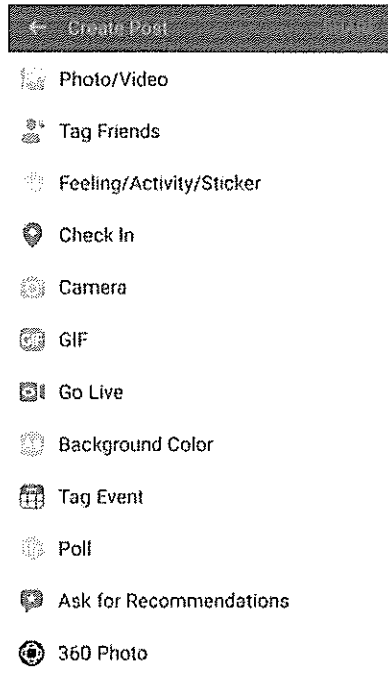 Create Post
Photo/Video
Tag Friends
Feeling/Activity/Sticker
Check In
Camera
GIF
GIF
Go Live
Background Color
Tag Event
Poll
Ask for Recommendations
360 Photo